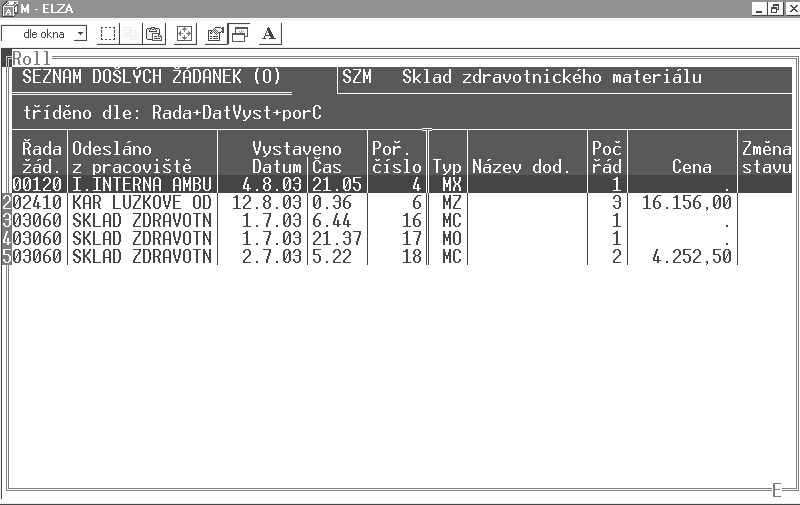 M - ELZA
dle okna A
Roll
SEZNAM DOŠLÝCH ŽÁDANEK (O) SZM Sklad zdravotnického materiálu
tříděno dle: Rada+DatVyst+porC
Řada Odesláno Vystaveno Poř. Poč Změna
žád. z pracoviště Datum Čas číslo Typ Název dod. řád Cena stavu
00120 I.INTERNA AMBU 4.8.03 21.05 4 MX 1 .
2 02410 KAR LUZKOVE OD 12.8.03 0.36 6 MZ 3 16.156,00
3 03060 SKLAD ZDRAVOTN 1.7.03 6.44 16 MC 1 .
4 03060 SKLAD ZDRAVOTN 1.7.03 21.37 17 MO 1 .
5 03060 SKLAD ZDRAVOTN 2.7.03 5.22 18 MC 2 4.252,50
E